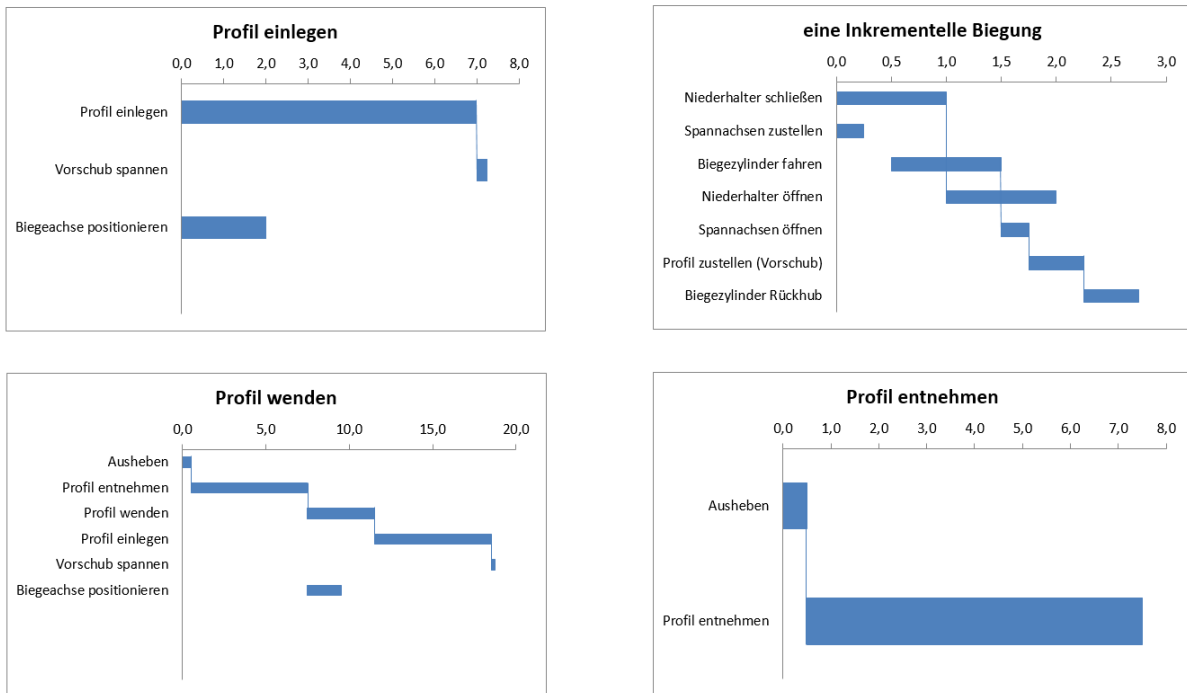 Profil einlegen
0,0 1,0 2,0 3,0 4,0 5,0 6,0 7,0 8,0
Profil einlegen
Vorschub spannen
Biegeachse positionieren
eine Inkrementelle Biegung
0,0 0,5 1,0 1,5 2,0 2,5 3,0
Niederhalter schließen
Spannachsen zustellen
Biegezylinder fahren
Niederhalter öffnen
Spannachsen öffnen
Profil zustellen (Vorschub)
Biegezylinder Rückhub
Profil wenden
0,0 5,0 10,0 15,0 20,0
Ausheben
Profil entnehmen
Profil wenden
Profil einlegen
Vorschub spannen
Biegeachse positionieren
Profil entnehmen
0,0 1,0 2,0 3,0 4,0 5,0 6,0 7,0 8,0
Ausheben
Profil entnehmen